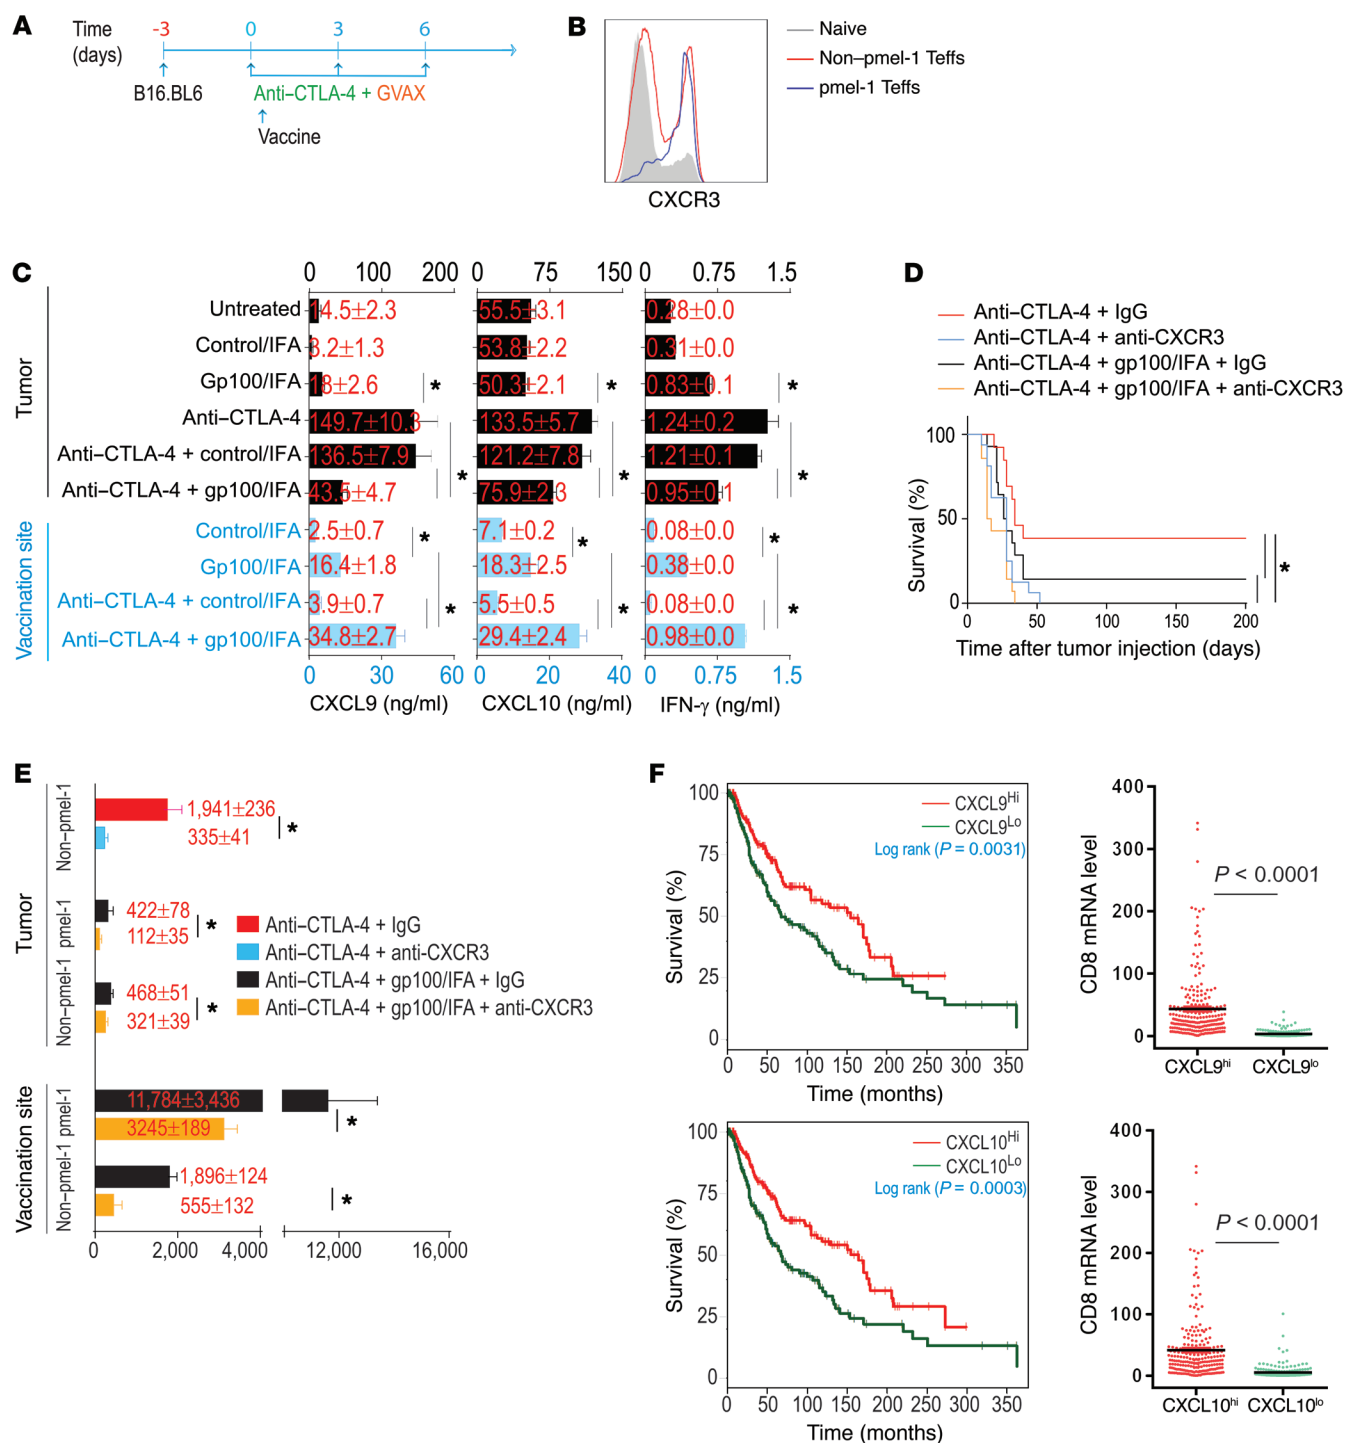 A
Time
(days)
-3
0
3
6
B16.BL6
Anti–CTLA-4 + GVAX
Vaccine
B
Naive
Non–pmel-1 Teffs
pmel-1 Teffs
CXCR3
C
0 100 200 0 75 150 0 0.75 1.5
Tumor
Untreated 14.5±2.3 55.5±3.1 0.28±0.0
Control/IFA 3.2±1.3 53.8±2.2 0.31±0.0
Gp100/IFA 18±2.6 * 50.3±2.1 * 0.83±0.1 *
Anti–CTLA-4 149.7±10.3 133.5±5.7 1.24±0.2
Anti–CTLA-4 + control/IFA 136.5±7.9 121.2±7.8 1.21±0.1
Anti–CTLA-4 + gp100/IFA 43.5±4.7 * 75.9±2.3 * 0.95±0.1 *
Vaccination site
Control/IFA 2.5±0.7 * 7.1±0.2 * 0.08±0.0 *
Gp100/IFA 16.4±1.8 18.3±2.5 0.38±0.0
Anti–CTLA-4 + control/IFA 3.9±0.7 * 5.5±0.5 * 0.08±0.0 *
Anti–CTLA-4 + gp100/IFA 34.8±2.7 29.4±2.4 0.98±0.0
0 30 60 0 20 40 0 0.75 1.5
CXCL9 (ng/ml) CXCL10 (ng/ml) IFN-γ (ng/ml)
D
Anti–CTLA-4 + IgG
Anti–CTLA-4 + anti-CXCR3
Anti–CTLA-4 + gp100/IFA + IgG
Anti–CTLA-4 + gp100/IFA + anti-CXCR3
Survival (%)
100
50
0
*
0 50 100 150 200
Time after tumor injection (days)
E
Tumor
Non–pmel-1
1,941±236
335±41
*
pmel-1
422±78
112±35
*
Non–pmel-1
468±51
321±39
*
Anti–CTLA-4 + IgG
Anti–CTLA-4 + anti-CXCR3
Anti–CTLA-4 + gp100/IFA + IgG
Anti–CTLA-4 + gp100/IFA + anti-CXCR3
Vaccination site
pmel-1
11,784±3,436
3245±189
*
Non–pmel-1
1,896±124
555±132
*
0 2,000 4,000 12,000 16,000
F
Survival (%)
100
75
50
25
0
CXCL9Hi
CXCL9Lo
Log rank (P = 0.0031)
0 50 100 150 200 250 300 350
Time (months)
CD8 mRNA level
400
300
200
100
0
P < 0.0001
CXCL9hi CXCL9lo
Survival (%)
100
75
50
25
0
CXCL10Hi
CXCL10Lo
Log rank (P = 0.0003)
0 50 100 150 200 250 300 350
Time (months)
CD8 mRNA level
400
300
200
100
0
P < 0.0001
CXCL10hi CXCL10lo